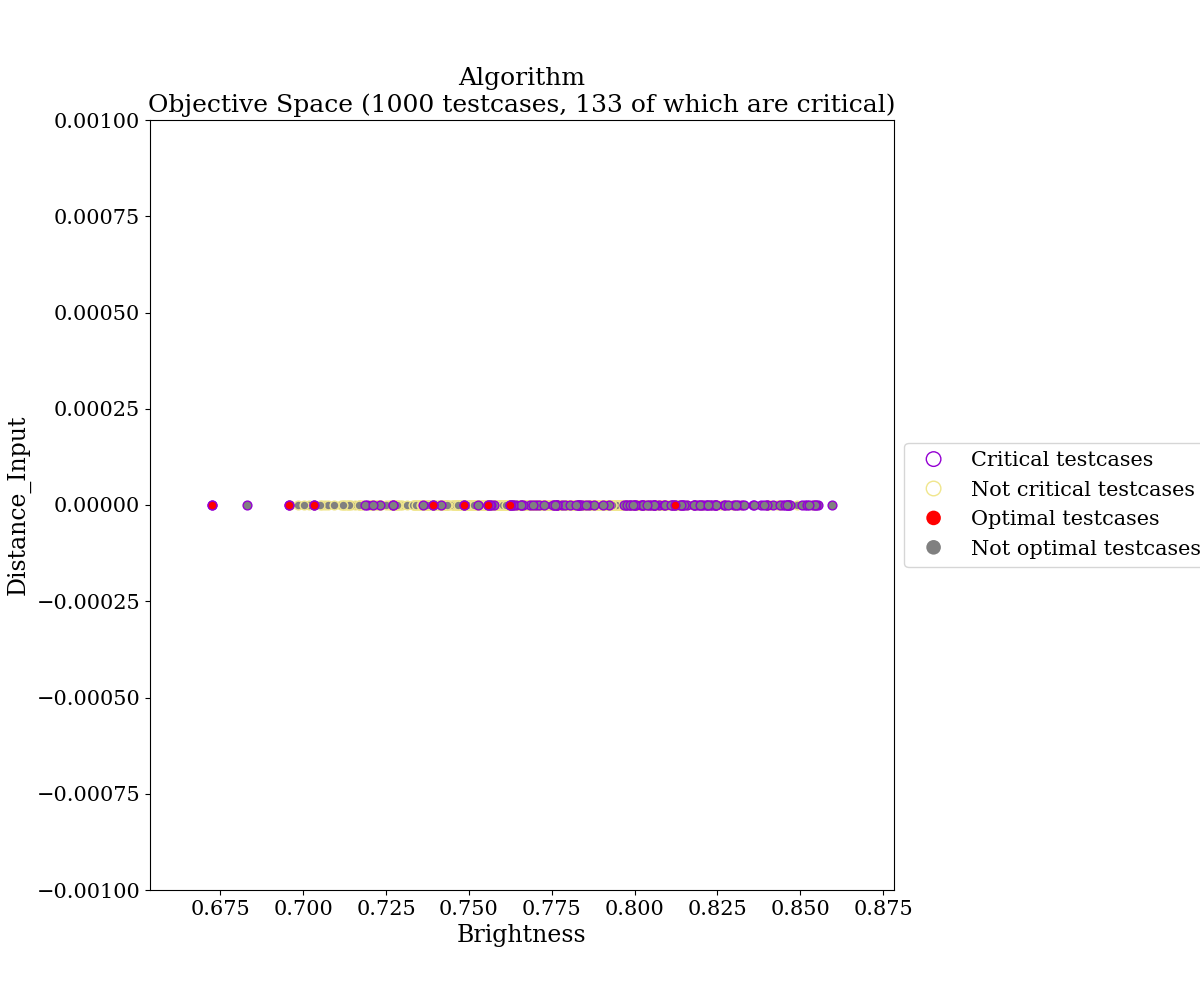 Algorithm
Objective Space (1000 testcases, 133 of which are critical)
0.00100
0.00075
0.00050
0.00025
0.00000
−0.00025
−0.00050
−0.00075
−0.00100
Distance_Input
0.675 0.700 0.725 0.750 0.775 0.800 0.825 0.850 0.875
Brightness
Critical testcases
Not critical testcases
Optimal testcases
Not optimal testcases